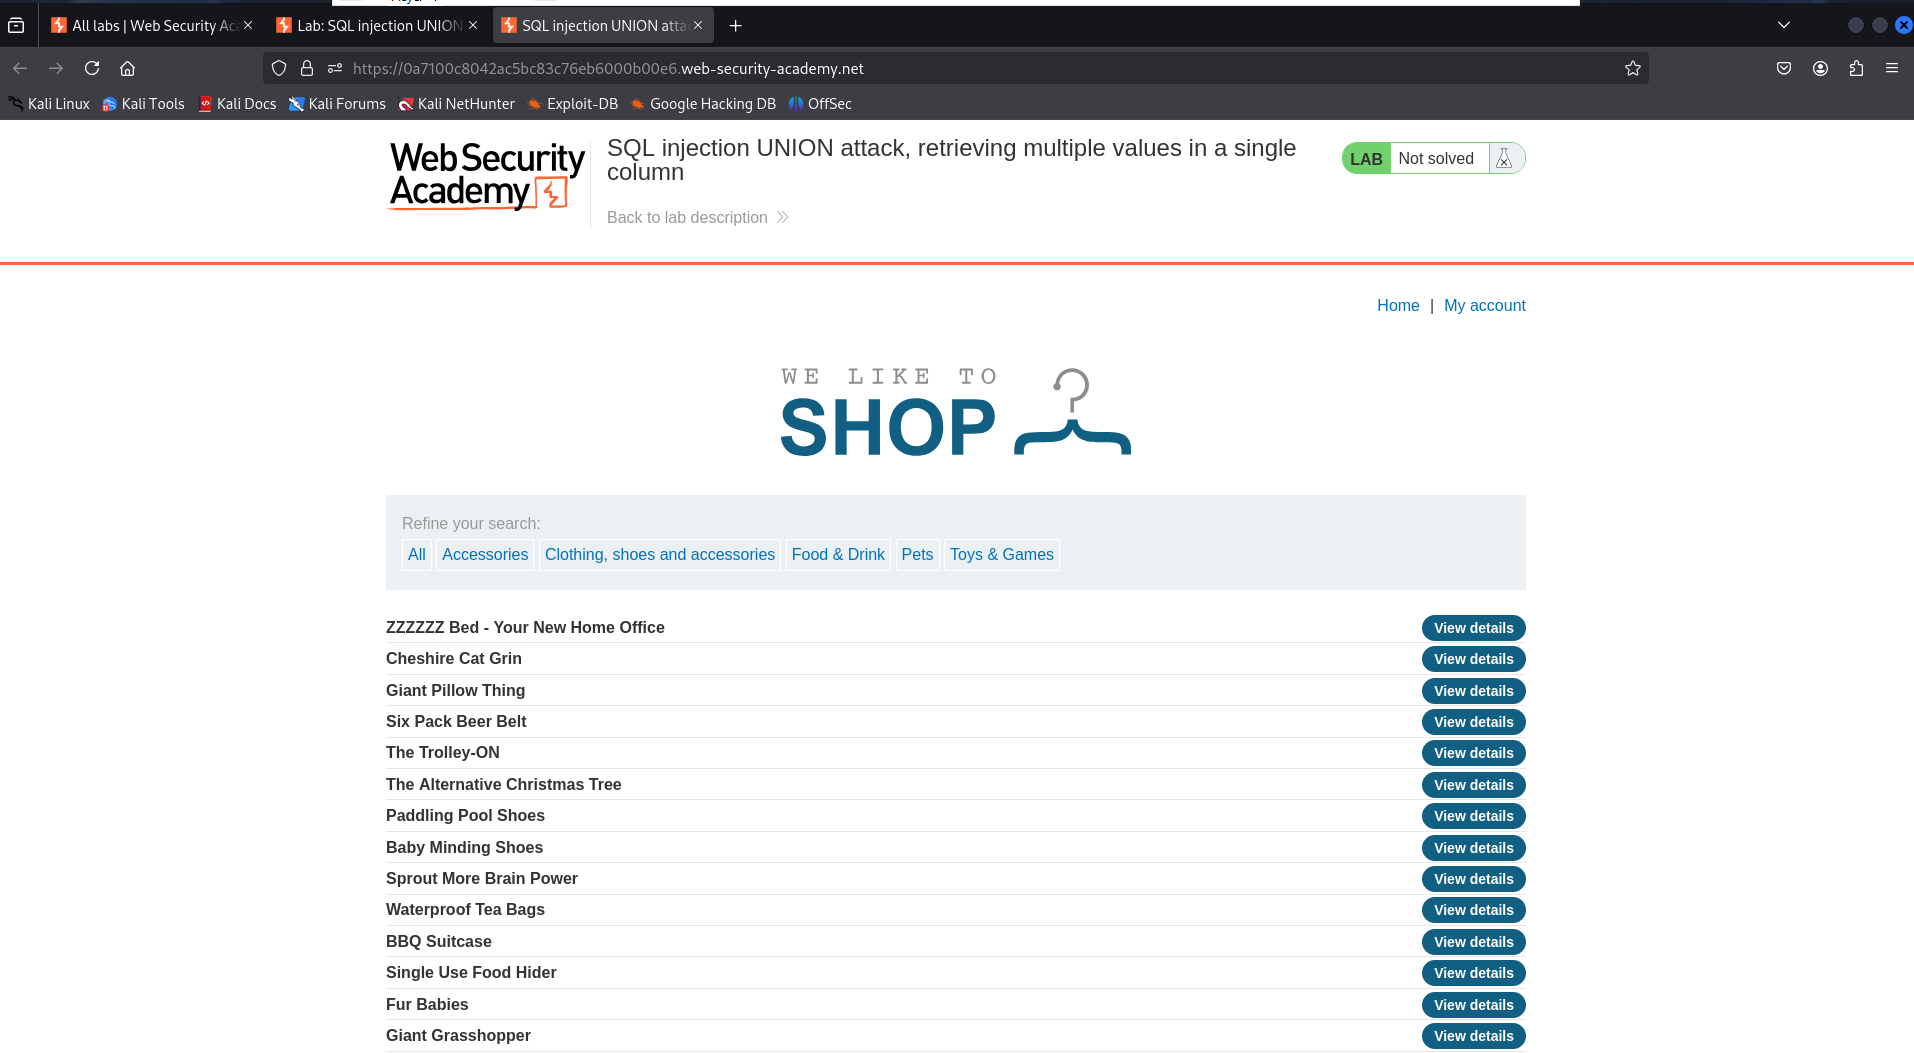 All labs | Web Security Ac
Lab: SQL injection UNION
SQL injection UNION atta
https://0a7100c8042ac5bc83c76eb6000b00e6.web-security-academy.net
Kali Linux
Kali Tools
Kali Docs
Kali Forums
Kali NetHunter
Exploit-DB
Google Hacking DB
OffSec
WebSecurity
Academy
SQL injection UNION attack, retrieving multiple values in a single
column
Back to lab description
LAB
Not solved
Home | My account
WE LIKE TO
SHOP
Refine your search:
All
Accessories
Clothing, shoes and accessories
Food & Drink
Pets
Toys & Games
ZZZZZZ Bed - Your New Home Office
View details
Cheshire Cat Grin
View details
Giant Pillow Thing
View details
Six Pack Beer Belt
View details
The Trolley-ON
View details
The Alternative Christmas Tree
View details
Paddling Pool Shoes
View details
Baby Minding Shoes
View details
Sprout More Brain Power
View details
Waterproof Tea Bags
View details
BBQ Suitcase
View details
Single Use Food Hider
View details
Fur Babies
View details
Giant Grasshopper
View details